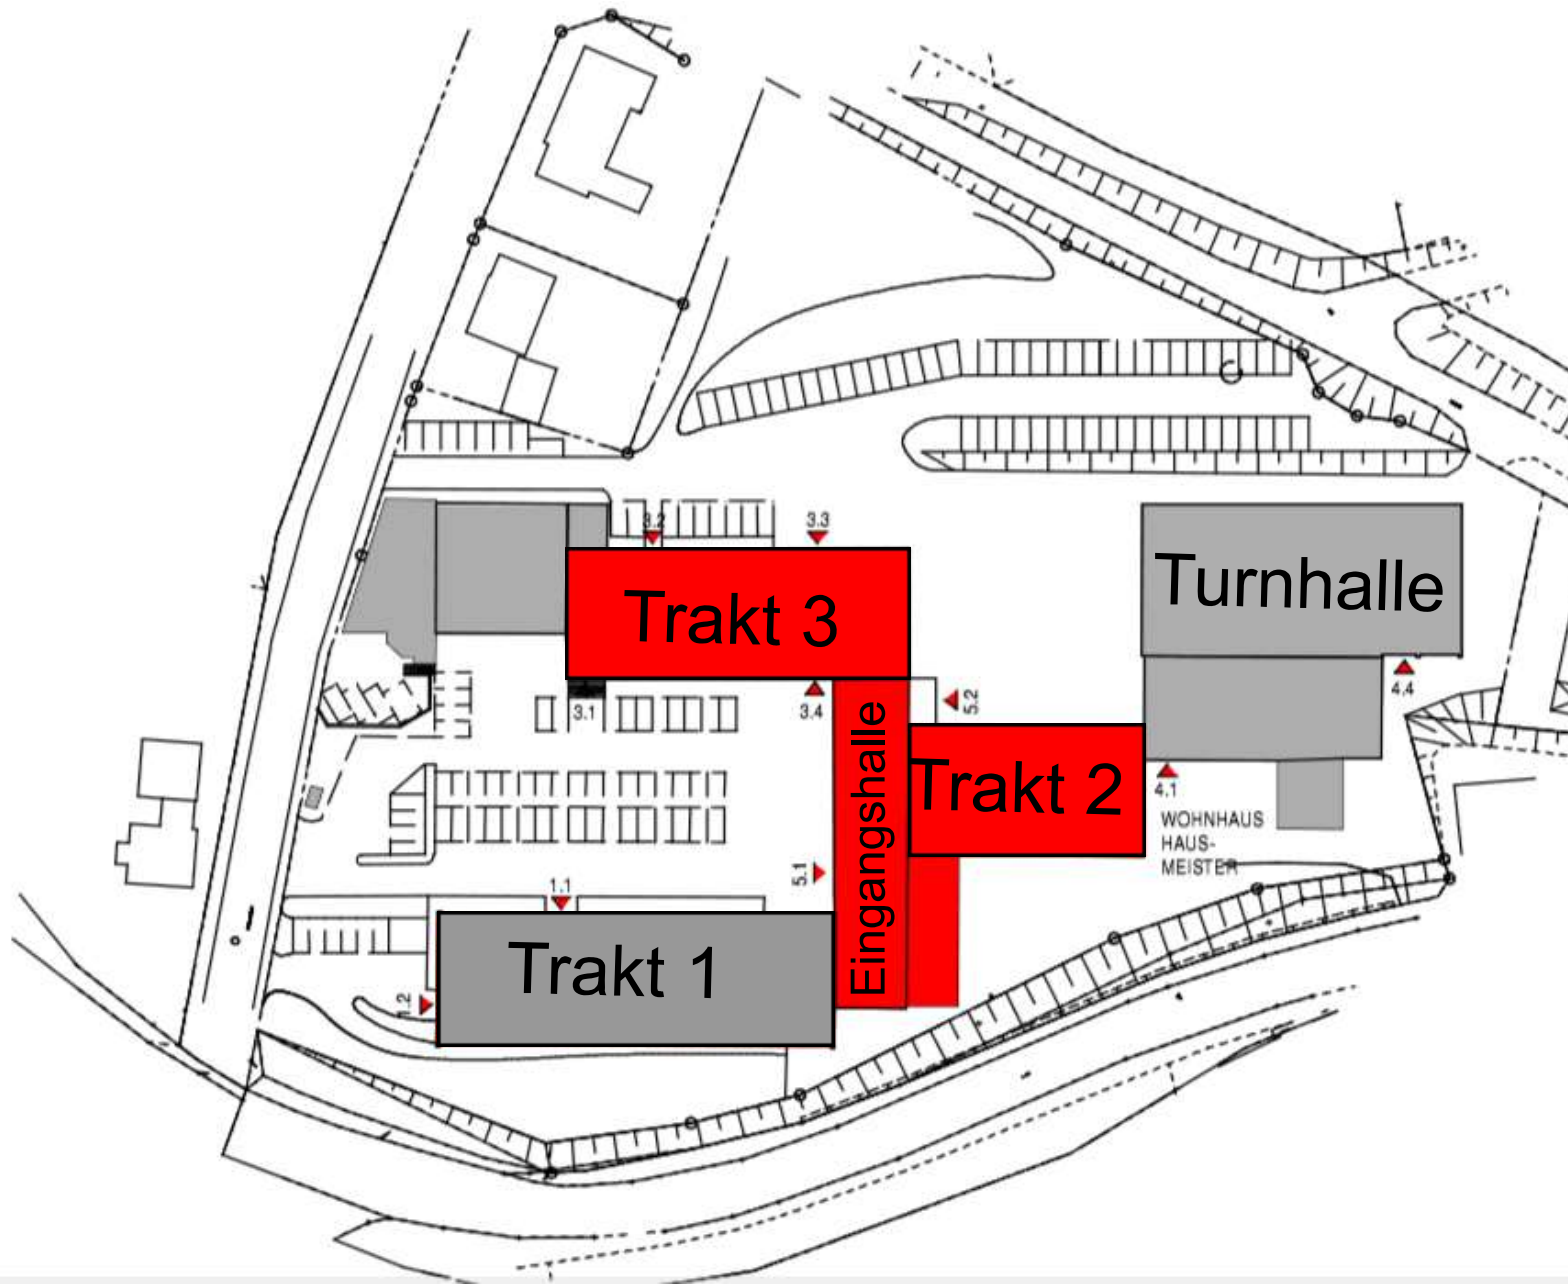 3.2
3.3
Trakt 3
Turnhalle
3.1
3.4
5.2
4.4
Eingangshalle
Trakt 2
4.1
WOHNHAUS
HAUS-
MEISTER
5.1
1.1
Trakt 1
1.2